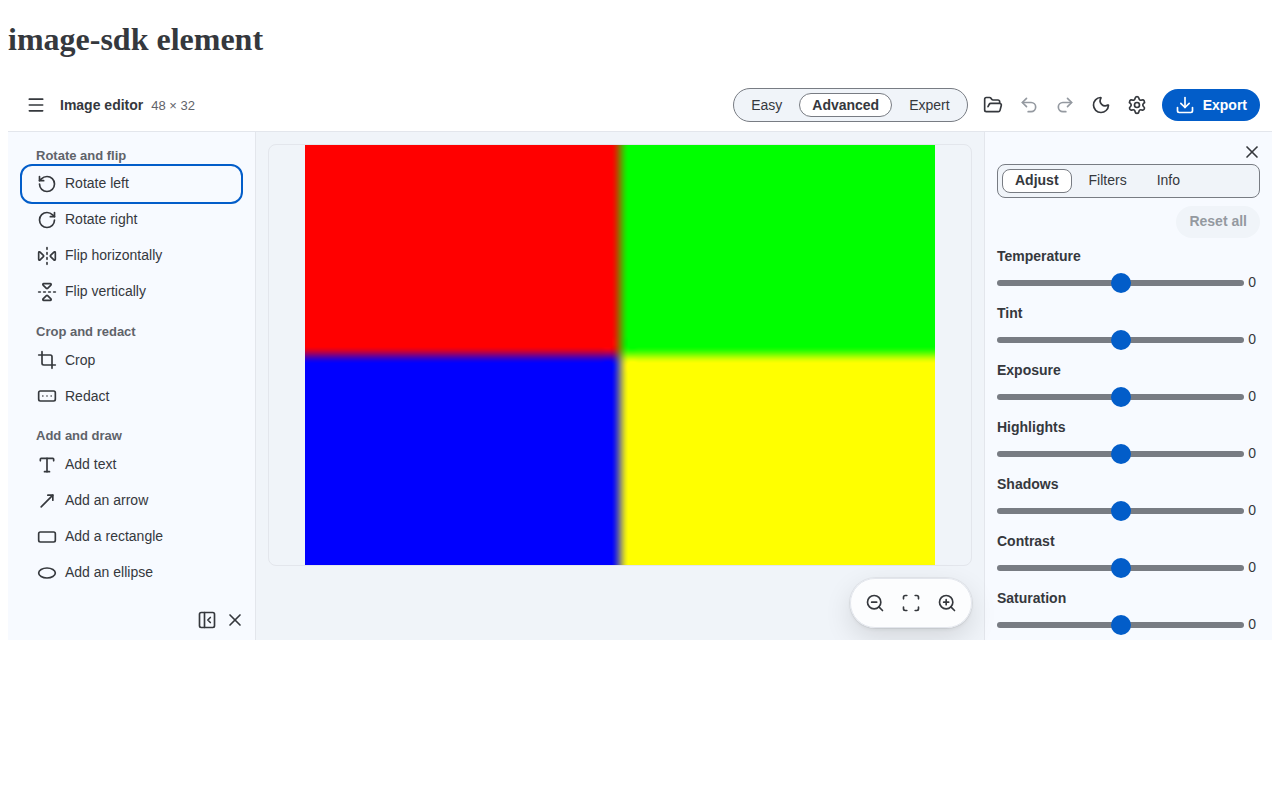 image-sdk element
Image editor 48 × 32
Easy Advanced Expert
Export
Rotate and flip
Rotate left
Rotate right
Flip horizontally
Flip vertically
Crop and redact
Crop
Redact
Add and draw
Add text
Add an arrow
Add a rectangle
Add an ellipse
Adjust Filters Info
Reset all
Temperature
0
Tint
0
Exposure
0
Highlights
0
Shadows
0
Contrast
0
Saturation
0